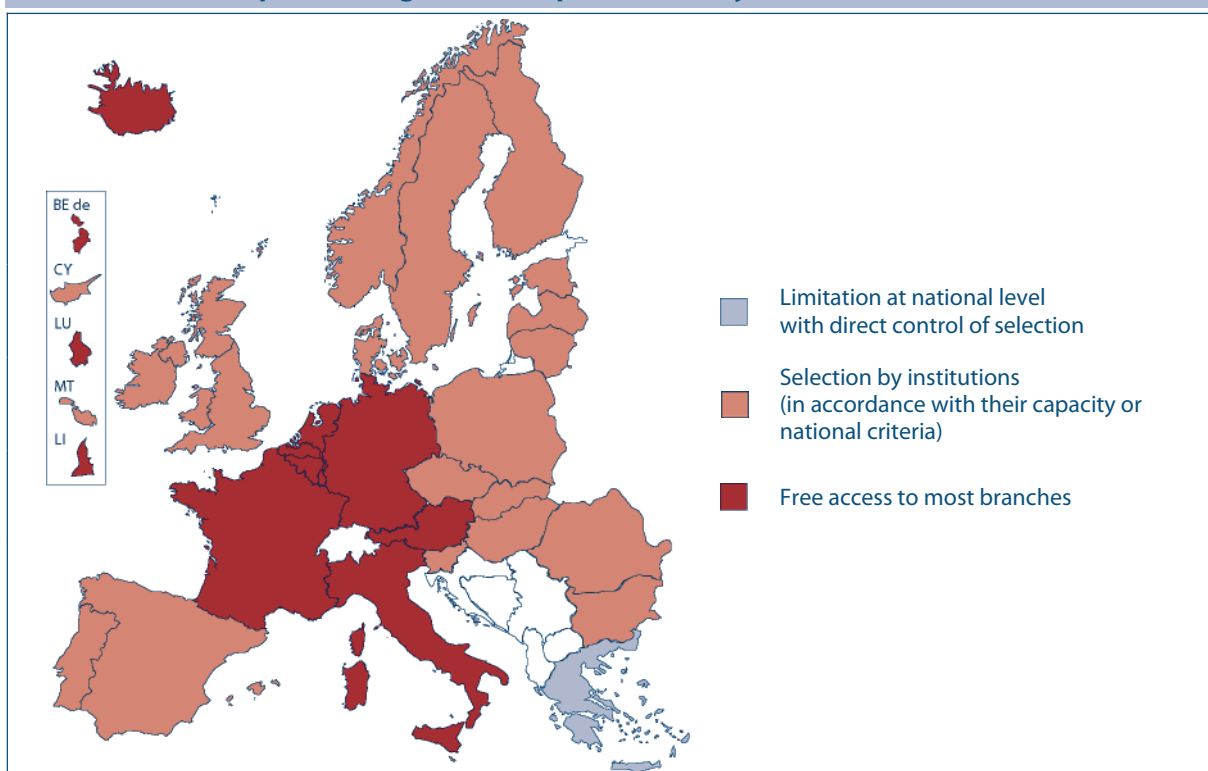 BE de
CY
LU
MT
LI
Limitation at national level
with direct control of selection
Selection by institutions
(in accordance with their capacity or
national criteria)
Free access to most branches